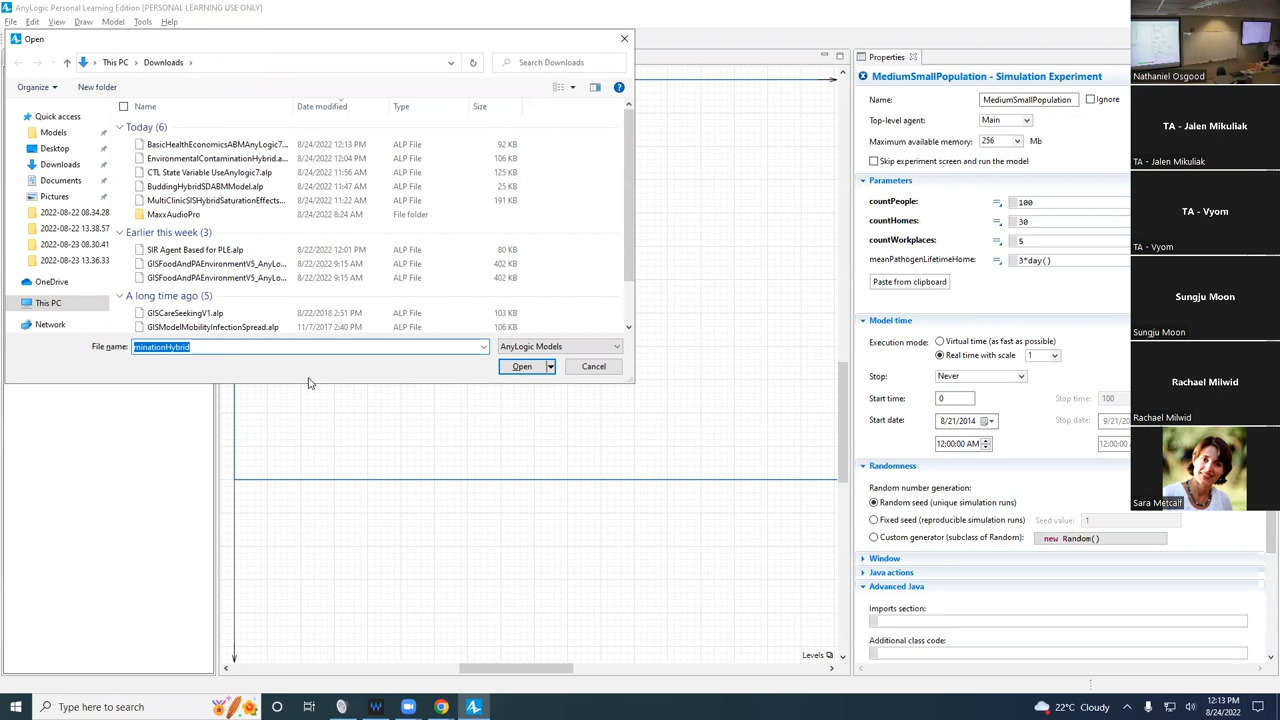 AnyLogic Personal Learning Edition (PERSONAL LEARNING USE ONLY)
File Edit View Draw Model Tools Help
Open
This PC > Downloads >
Search Downloads
Organize
New folder
Quick access
Models
Desktop
Downloads
Documents
Pictures
2022-08-22 08.34.28
2022-08-22 13.38.57
2022-08-23 08.30.41
2022-08-23 13.36.33
OneDrive
This PC
Network
Name Date modified Type Size
Today (6)
BasicHealthEconomicsABMAnyLogic7... 8/24/2022 12:13 PM ALP File 92 KB
EnvironmentalContaminationHybrid.a... 8/24/2022 12:00 PM ALP File 106 KB
CTL State Variable UseAnylogic7.alp 8/24/2022 11:56 AM ALP File 125 KB
BuddingHybridSDABMModel.alp 8/24/2022 11:47 AM ALP File 25 KB
MultiClinicSISHybridSaturationEffects... 8/24/2022 11:17 AM ALP File 191 KB
MaxxAudioPro 8/24/2022 8:24 AM File folder
Earlier this week (3)
SIR Agent Based for PLE.alp 8/22/2022 12:01 PM ALP File 80 KB
GISFoodAndPAEnvironmentV5_AnyLo... 8/22/2022 9:15 AM ALP File 402 KB
GISFoodAndPAEnvironmentV5_AnyLo... 8/22/2022 9:15 AM ALP File 402 KB
A long time ago (5)
GISCareSeekingV1.alp 8/22/2018 2:51 PM ALP File 103 KB
GISModelMobilityInfectionSpread.alp 11/7/2017 2:40 PM ALP File 106 KB
File name: minationHybrid
AnyLogic Models
Open
Cancel
Levels
Properties
MediumSmallPopulation - Simulation Experiment
Name: MediumSmallPopulation Ignore
Top-level agent: Main
Maximum available memory: 256 Mb
Skip experiment screen and run the model
Parameters
countPeople: 100
countHomes: 30
countWorkplaces: 5
meanPathogenLifetimeHome: 3*day()
Paste from clipboard
Model time
Execution mode: Virtual time (as fast as possible)
Real time with scale 1
Stop: Never
Start time: 0 Stop time: 100
Start date: 8/21/2014 Stop date: 9/21/20
12:00:00 AM 12:00:00 A
Randomness
Random number generation:
Random seed (unique simulation runs)
Fixed seed (reproducible simulation runs) Seed value: 1
Custom generator (subclass of Random): new Random()
Window
Java actions
Advanced Java
Imports section:
Additional class code:
Nathaniel Osgood
TA - Jalen Mikuliak
TA - Jalen Mikuliak
TA - Vyom
TA - Vyom
Sungju Moon
Sungju Moon
Rachael Milwid
Rachael Milwid
Sara Metcalf
Type here to search
22°C Cloudy
12:13 PM
8/24/2022